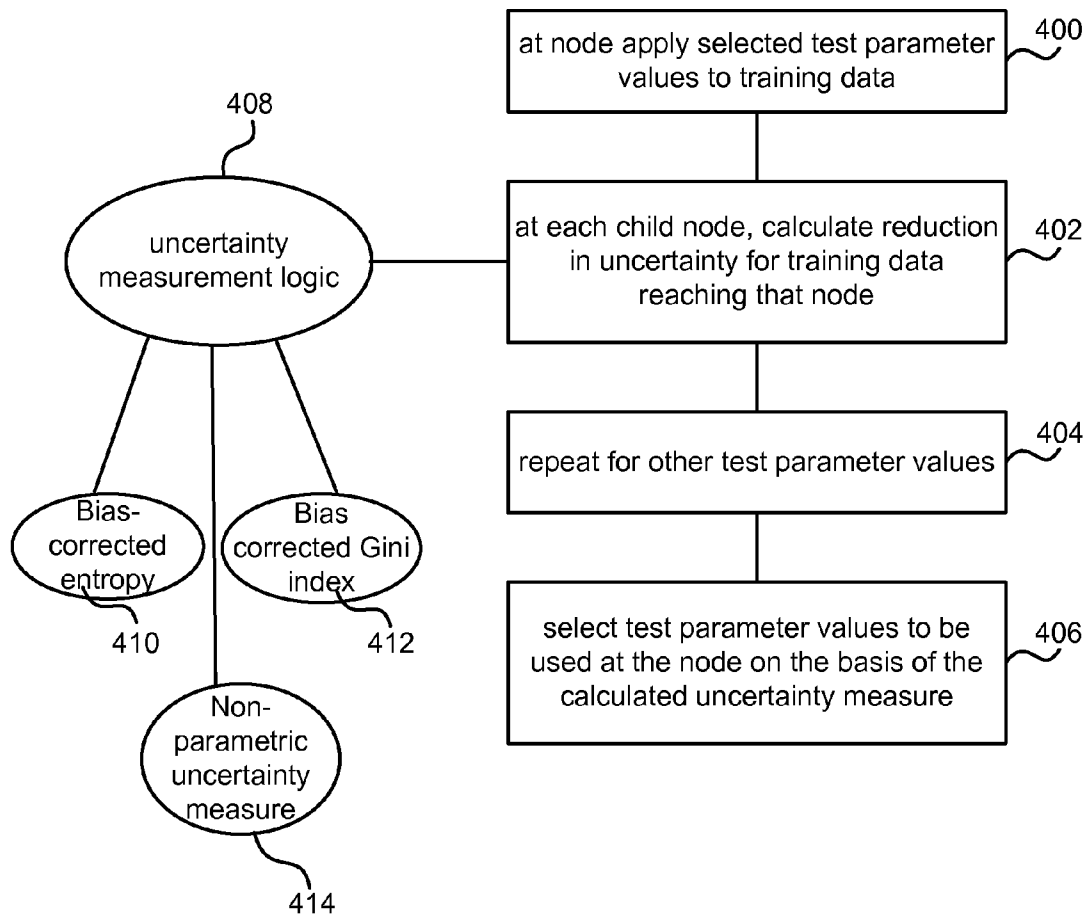 400
at node apply selected test parameter
values to training data
408
402
at each child node, calculate reduction
in uncertainty for training data
reaching that node
uncertainty
measurement logic
404
repeat for other test parameter values
Bias-
corrected
entropy
410
Bias
corrected Gini
index
412
406
select test parameter values to be
used at the node on the basis of the
calculated uncertainty measure
Non-
parametric
uncertainty
measure
414